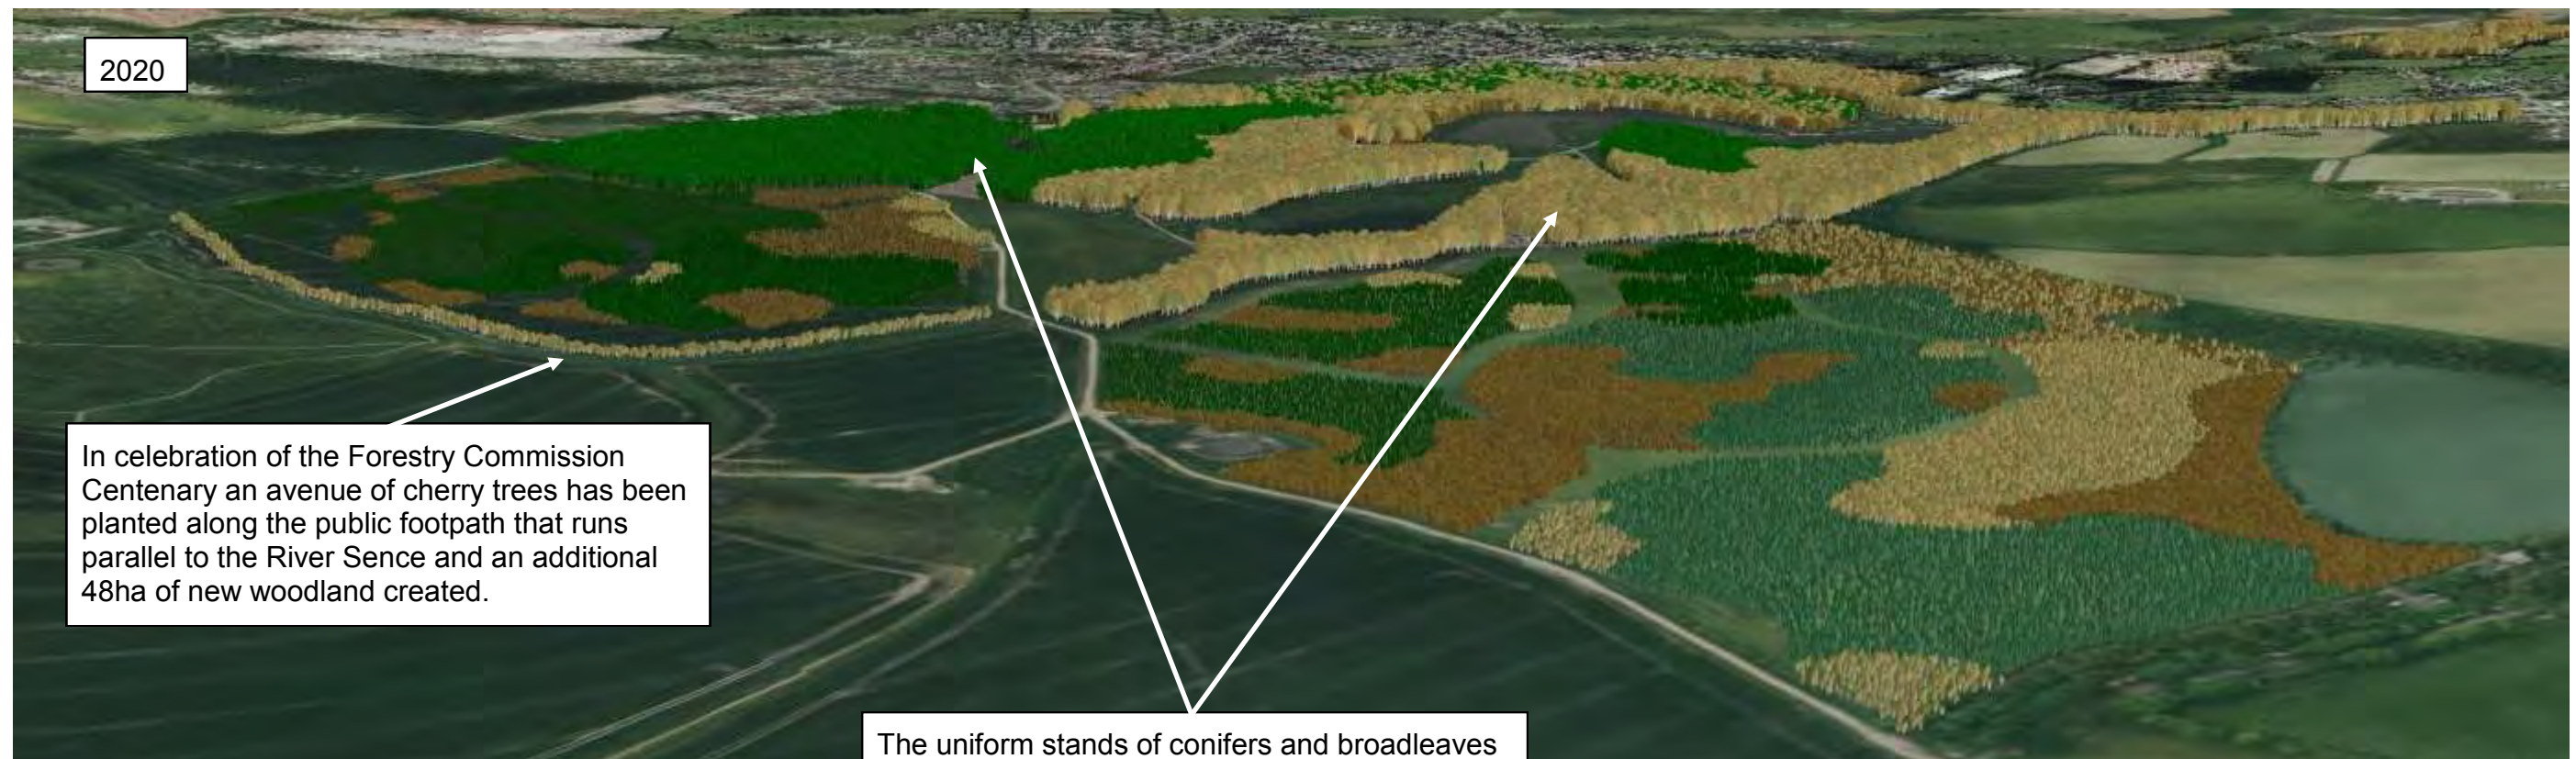 2020
In celebration of the Forestry Commission
Centenary an avenue of cherry trees has been
planted along the public footpath that runs
parallel to the River Sence and an additional
48ha of new woodland created.
The uniform stands of conifers and broadleaves